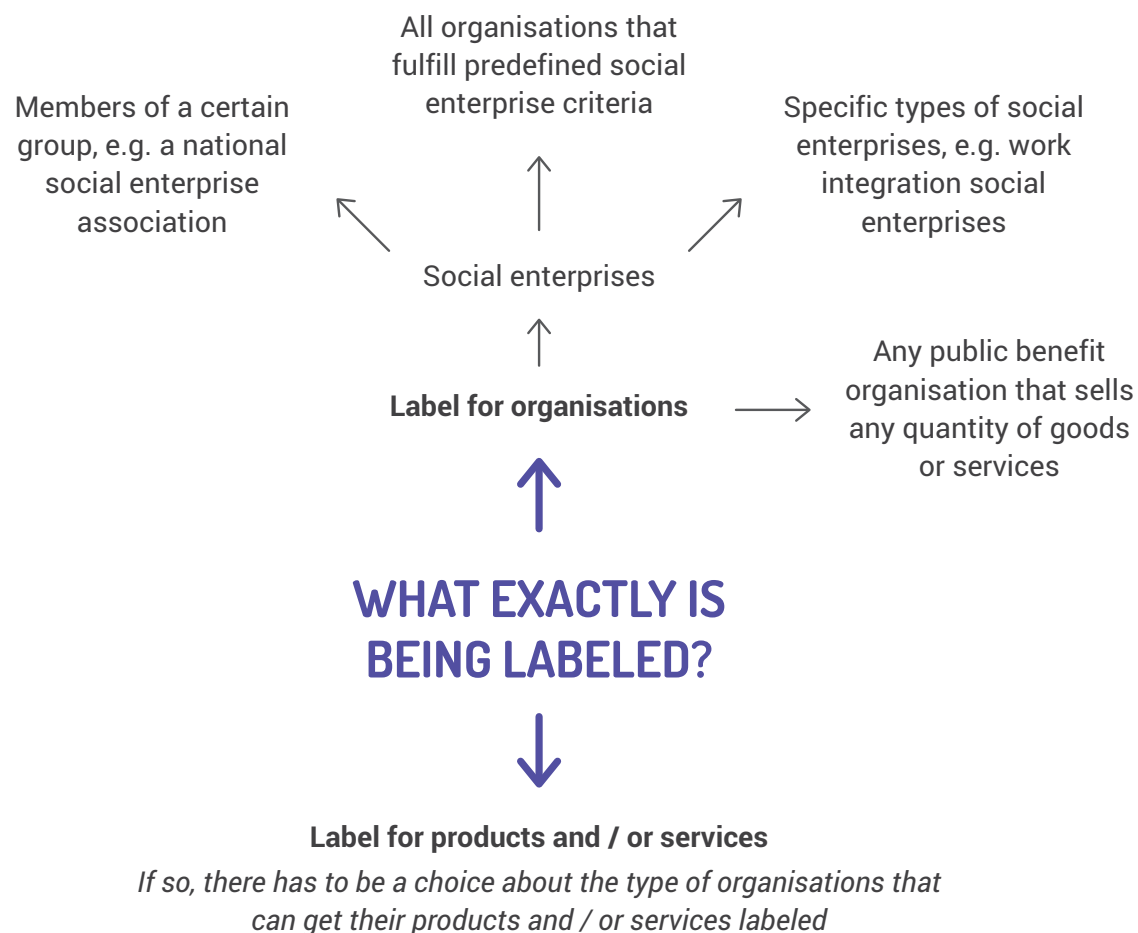 All organisations that
fulfill predefined social
enterprise criteria
Members of a certain
group, e.g. a national
social enterprise
association
Specific types of social
enterprises, e.g. work
integration social
enterprises
Social enterprises
Label for organisations
Any public benefit
organisation that sells
any quantity of goods
or services
WHAT EXACTLY IS
BEING LABELED?
Label for products and / or services
If so, there has to be a choice about the type of organisations that
can get their products and / or services labeled